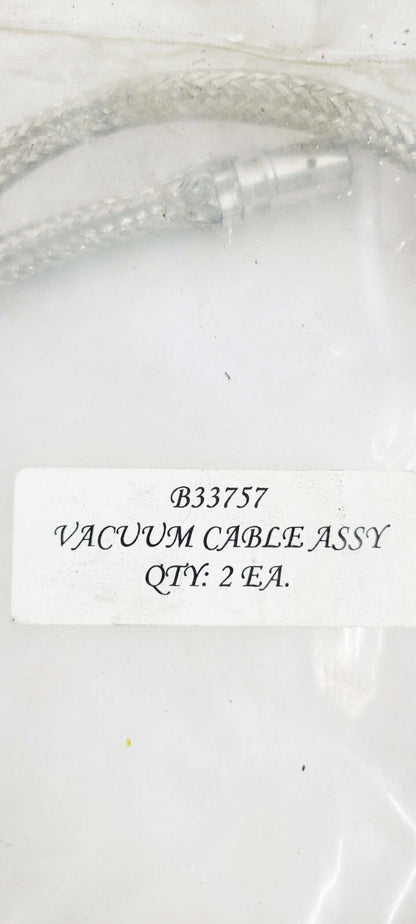 B33757
VACUUM CABLE ASSY
QTY: 2 EA.